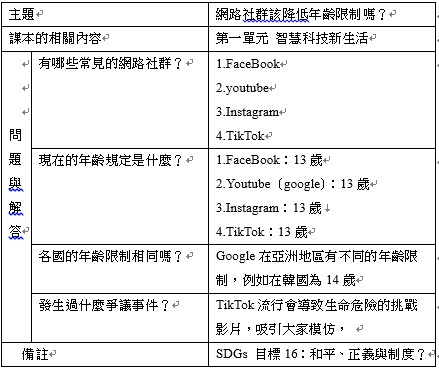 主題 網路社群該降低年齡限制嗎？
課本的相關內容 第一單元 智慧科技新生活
問題與解答
有哪些常見的網路社群？ 1.FaceBook
2.youtube
3.Instagram
4.TikTok
現在的年齡規定是什麼？ 1.FaceBook：13 歲
2.Youtube（google）：13 歲
3.Instagram：13 歲
4.TikTok：13 歲
各國的年齡限制相同嗎？ Google 在亞洲地區有不同的年齡限
制，例如在韓國為 14 歲
發生過什麼爭議事件？ TikTok 流行會導致生命危險的挑戰
影片，吸引大家模仿，
備註 SDGs 目標 16：和平、正義與制度？